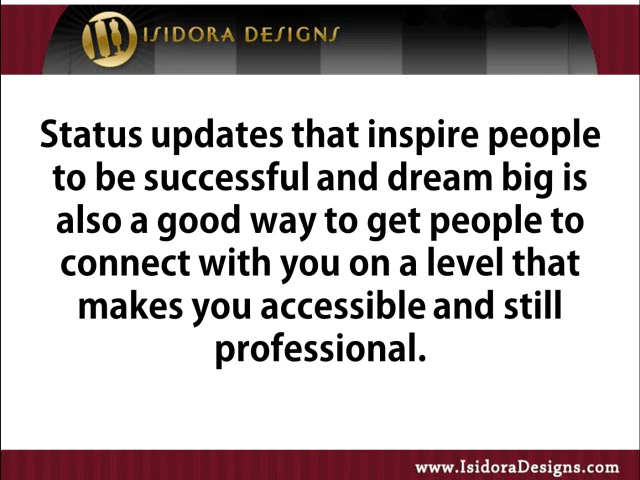 ISIDORA DESIGNS
Status updates that inspire people
to be successful and dream big is
also a good way to get people to
connect with you on a level that
makes you accessible and still
professional.
www.IsidoraDesigns.com